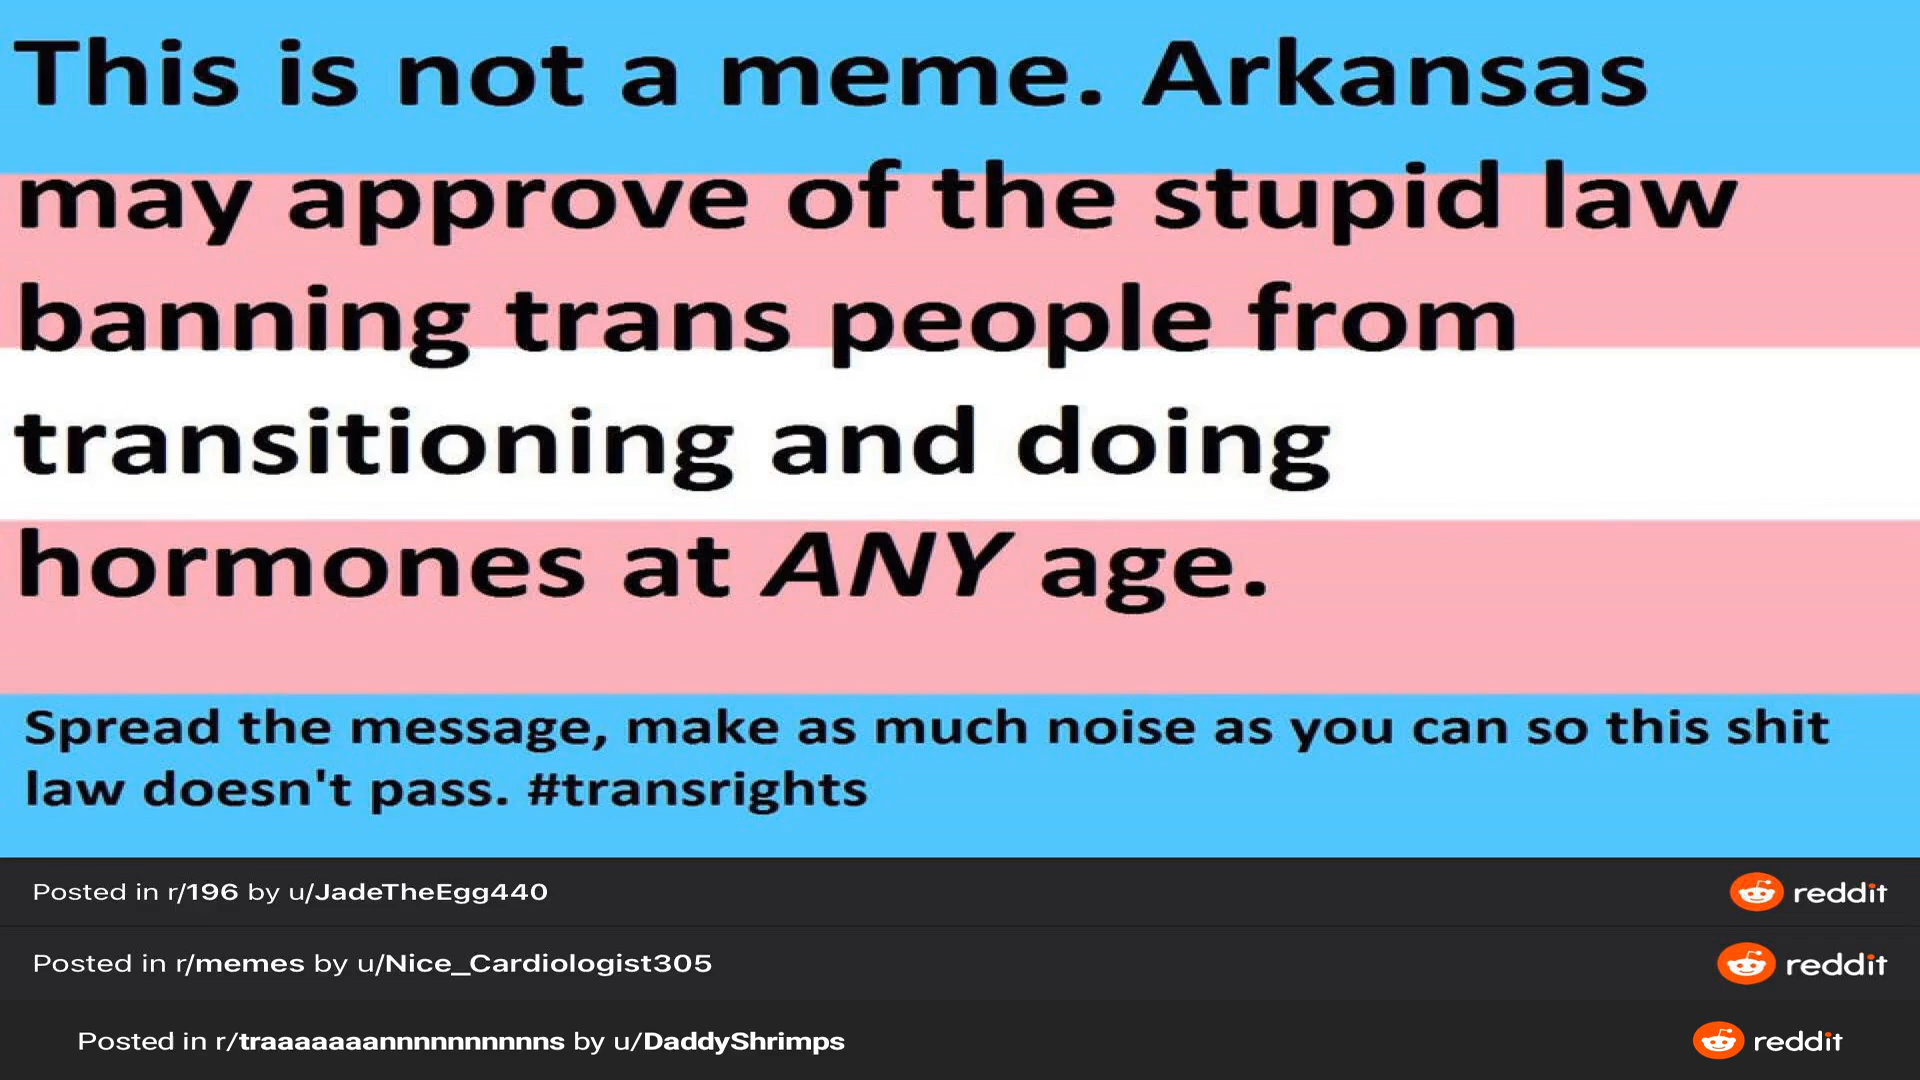 This is not a meme. Arkansas
may approve of the stupid law
banning trans people from
transitioning and doing
hormones at ANY age.
Spread the message, make as much noise as you can so this shit
law doesn't pass. #transrights
Posted in r/196 by u/JadeTheEgg440 reddit
Posted in r/memes by u/Nice_Cardiologist305 reddit
Posted in r/traaaaaaannnnnnnnnns by u/DaddyShrimps reddit